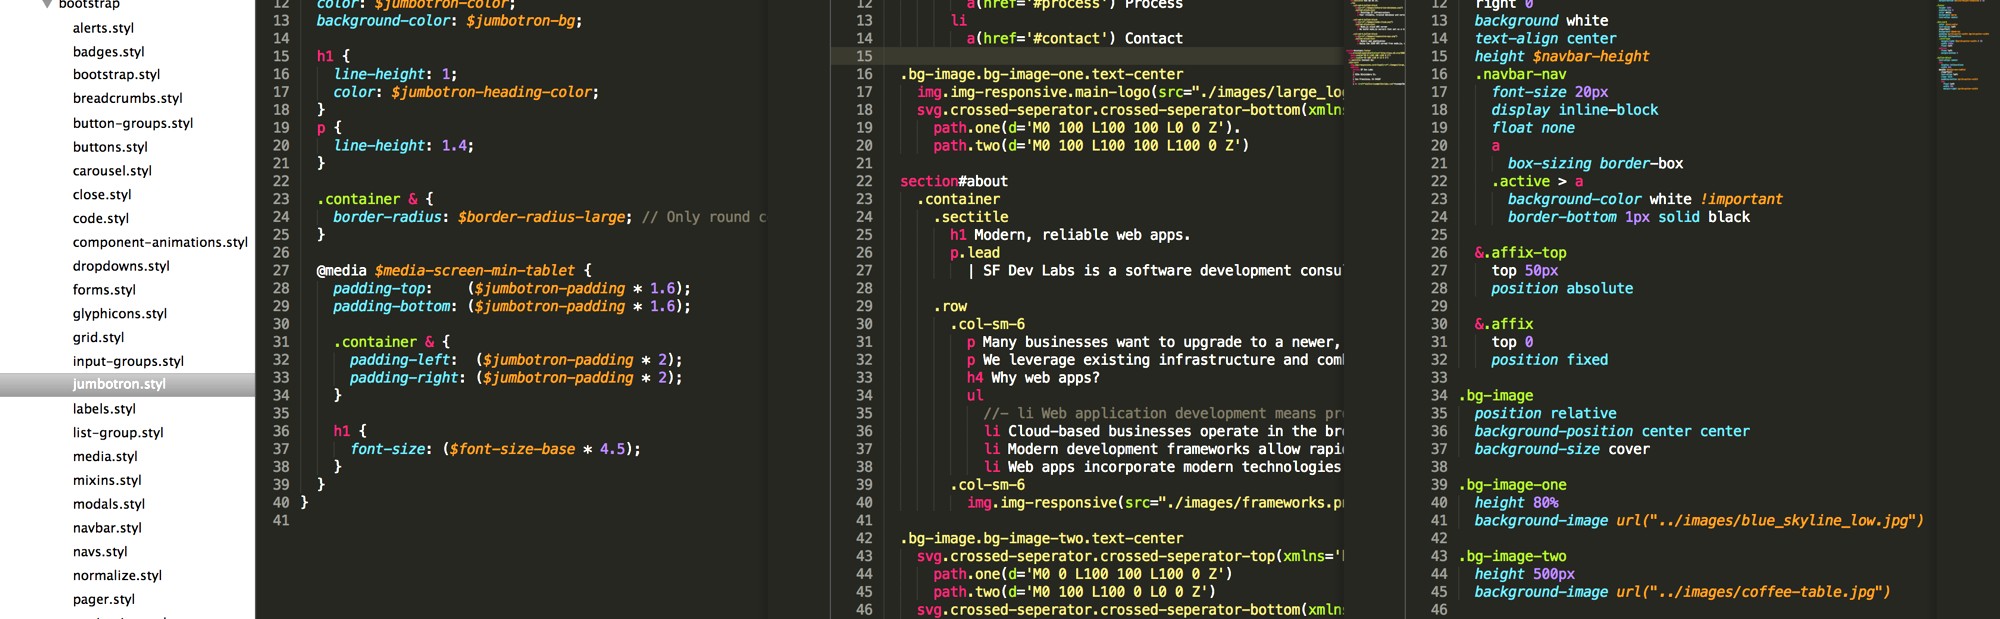 bootstrap
alerts.styl
badges.styl
bootstrap.styl
breadcrumbs.styl
button-groups.styl
buttons.styl
carousel.styl
close.styl
code.styl
component-animations.styl
dropdowns.styl
forms.styl
glyphicons.styl
grid.styl
input-groups.styl
jumbotron.styl
labels.styl
list-group.styl
media.styl
mixins.styl
modals.styl
navbar.styl
navs.styl
normalize.styl
pager.styl
12 color: $jumbotron-color;
13 background-color: $jumbotron-bg;
14
15 h1 {
16 line-height: 1;
17 color: $jumbotron-heading-color;
18 }
19 p {
20 line-height: 1.4;
21 }
22
23 .container & {
24 border-radius: $border-radius-large; // Only round c
25 }
26
27 @media $media-screen-min-tablet {
28 padding-top: ($jumbotron-padding * 1.6);
29 padding-bottom: ($jumbotron-padding * 1.6);
30
31 .container & {
32 padding-left: ($jumbotron-padding * 2);
33 padding-right: ($jumbotron-padding * 2);
34 }
35
36 h1 {
37 font-size: ($font-size-base * 4.5);
38 }
39 }
40 }
41
12 a(href='#process') Process
13 li
14 a(href='#contact') Contact
15
16 .bg-image.bg-image-one.text-center
17 img.img-responsive.main-logo(src="./images/large_lo
18 svg.crossed-seperator.crossed-seperator-bottom(xmln
19 path.one(d='M0 100 L100 100 L0 0 Z').
20 path.two(d='M0 100 L100 100 L100 0 Z')
21
22 section#about
23 .container
24 .sectitle
25 h1 Modern, reliable web apps.
26 p.lead
27 | SF Dev Labs is a software development consu
28
29 .row
30 .col-sm-6
31 p Many businesses want to upgrade to a newer,
32 p We leverage existing infrastructure and com
33 h4 Why web apps?
34 ul
35 //- li Web application development means pr
36 li Cloud-based businesses operate in the br
37 li Modern development frameworks allow rapi
38 li Web apps incorporate modern technologies
39 .col-sm-6
40 img.img-responsive(src="./images/frameworks.p
41
42 .bg-image.bg-image-two.text-center
43 svg.crossed-seperator.crossed-seperator-top(xmlns='
44 path.one(d='M0 0 L100 100 L100 0 Z')
45 path.two(d='M0 100 L100 0 L0 0 Z')
46 svg.crossed-seperator.crossed-seperator-bottom(xmln
12 right 0
13 background white
14 text-align center
15 height $navbar-height
16 .navbar-nav
17 font-size 20px
18 display inline-block
19 float none
20 a
21 box-sizing border-box
22 .active > a
23 background-color white !important
24 border-bottom 1px solid black
25
26 &.affix-top
27 top 50px
28 position absolute
29
30 &.affix
31 top 0
32 position fixed
33
34 .bg-image
35 position relative
36 background-position center center
37 background-size cover
38
39 .bg-image-one
40 height 80%
41 background-image url("../images/blue_skyline_low.jpg")
42
43 .bg-image-two
44 height 500px
45 background-image url("../images/coffee-table.jpg")
46